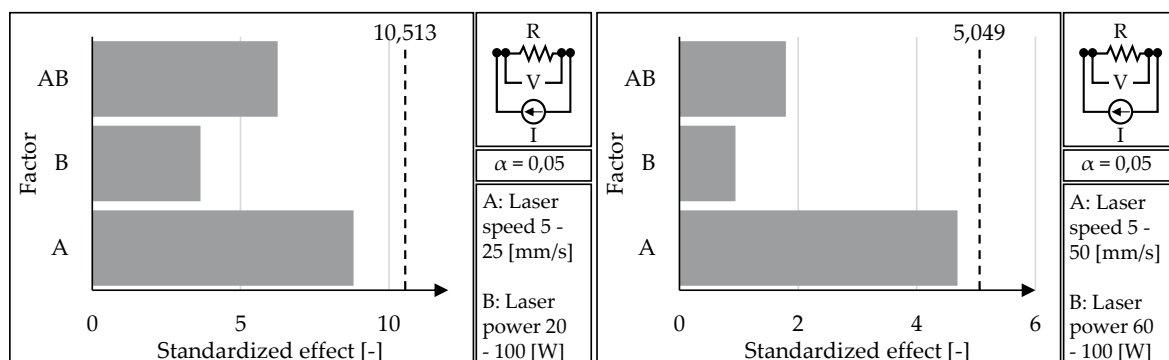 10,513
AB
B
A
Factor
0
5
10
Standardized effect [-]
R
V
I
α = 0,05
A: Laser
speed 5 -
25 [mm/s]
B: Laser
power 20
- 100 [W]
5,049
AB
B
A
Factor
0
2
4
6
Standardized effect [-]
R
V
I
α = 0,05
A: Laser
speed 5 -
50 [mm/s]
B: Laser
power 60
- 100 [W]